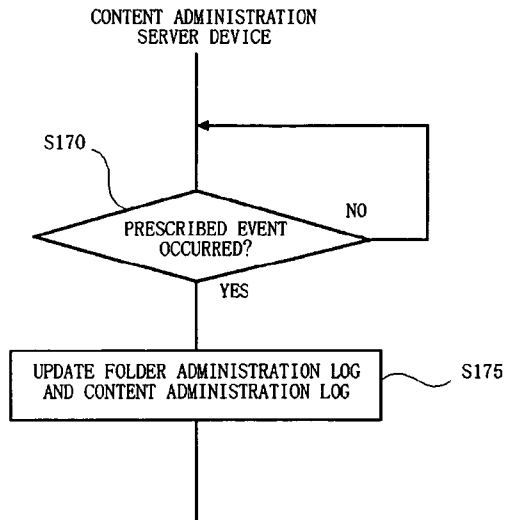 CONTENT ADMINISTRATION
SERVER DEVICE
S170
NO
PRESCRIBED EVENT
OCCURRED?
YES
UPDATE FOLDER ADMINISTRATION LOG
AND CONTENT ADMINISTRATION LOG
S175